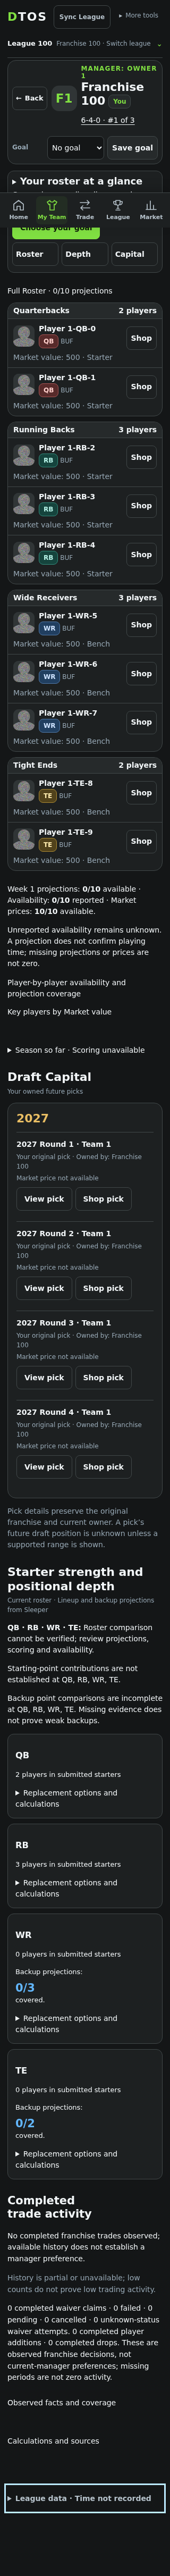 DTOS
Sync League
▸ More tools
League 100 Franchise 100 · Switch league
← Back
F1
MANAGER: OWNER 1
Franchise 100 You
6-4-0 · #1 of 3
Goal
No goal
Save goal
▸ Your roster at a glance
Home
My Team
Trade
League
Market
Roster
Depth
Capital
Full Roster · 0/10 projections
Quarterbacks 2 players
Player 1-QB-0
QB BUF
Market value: 500 · Starter
Shop
Player 1-QB-1
QB BUF
Market value: 500 · Starter
Shop
Running Backs 3 players
Player 1-RB-2
RB BUF
Market value: 500 · Starter
Shop
Player 1-RB-3
RB BUF
Market value: 500 · Starter
Shop
Player 1-RB-4
RB BUF
Market value: 500 · Starter
Shop
Wide Receivers 3 players
Player 1-WR-5
WR BUF
Market value: 500 · Bench
Shop
Player 1-WR-6
WR BUF
Market value: 500 · Bench
Shop
Player 1-WR-7
WR BUF
Market value: 500 · Bench
Shop
Tight Ends 2 players
Player 1-TE-8
TE BUF
Market value: 500 · Bench
Shop
Player 1-TE-9
TE BUF
Market value: 500 · Bench
Shop
Week 1 projections: 0/10 available ·
Availability: 0/10 reported · Market
prices: 10/10 available.
Unreported availability remains unknown.
A projection does not confirm playing
time; missing projections or prices are
not zero.
Player-by-player availability and
projection coverage
Key players by Market value
▸ Season so far · Scoring unavailable
Draft Capital
Your owned future picks
2027
2027 Round 1 · Team 1
Your original pick · Owned by: Franchise
100
Market price not available
View pick
Shop pick
2027 Round 2 · Team 1
Your original pick · Owned by: Franchise
100
Market price not available
View pick
Shop pick
2027 Round 3 · Team 1
Your original pick · Owned by: Franchise
100
Market price not available
View pick
Shop pick
2027 Round 4 · Team 1
Your original pick · Owned by: Franchise
100
Market price not available
View pick
Shop pick
Pick details preserve the original
franchise and current owner. A pick's
future draft position is unknown unless a
supported range is shown.
Starter strength and
positional depth
Current roster · Lineup and backup projections
from Sleeper
QB · RB · WR · TE: Roster comparison
cannot be verified; review projections,
scoring and availability.
Starting-point contributions are not
established at QB, RB, WR, TE.
Backup point comparisons are incomplete
at QB, RB, WR, TE. Missing evidence does
not prove weak backups.
QB
2 players in submitted starters
▸ Replacement options and
calculations
RB
3 players in submitted starters
▸ Replacement options and
calculations
WR
0 players in submitted starters
Backup projections:
0/3
covered.
▸ Replacement options and
calculations
TE
0 players in submitted starters
Backup projections:
0/2
covered.
▸ Replacement options and
calculations
Completed
trade activity
No completed franchise trades observed;
available history does not establish a
manager preference.
History is partial or unavailable; low
counts do not prove low trading activity.
0 completed waiver claims · 0 failed · 0
pending · 0 cancelled · 0 unknown-status
waiver attempts. 0 completed player
additions · 0 completed drops. These are
observed franchise decisions, not
current-manager preferences; missing
periods are not zero activity.
Observed facts and coverage
Calculations and sources
▸ League data · Time not recorded